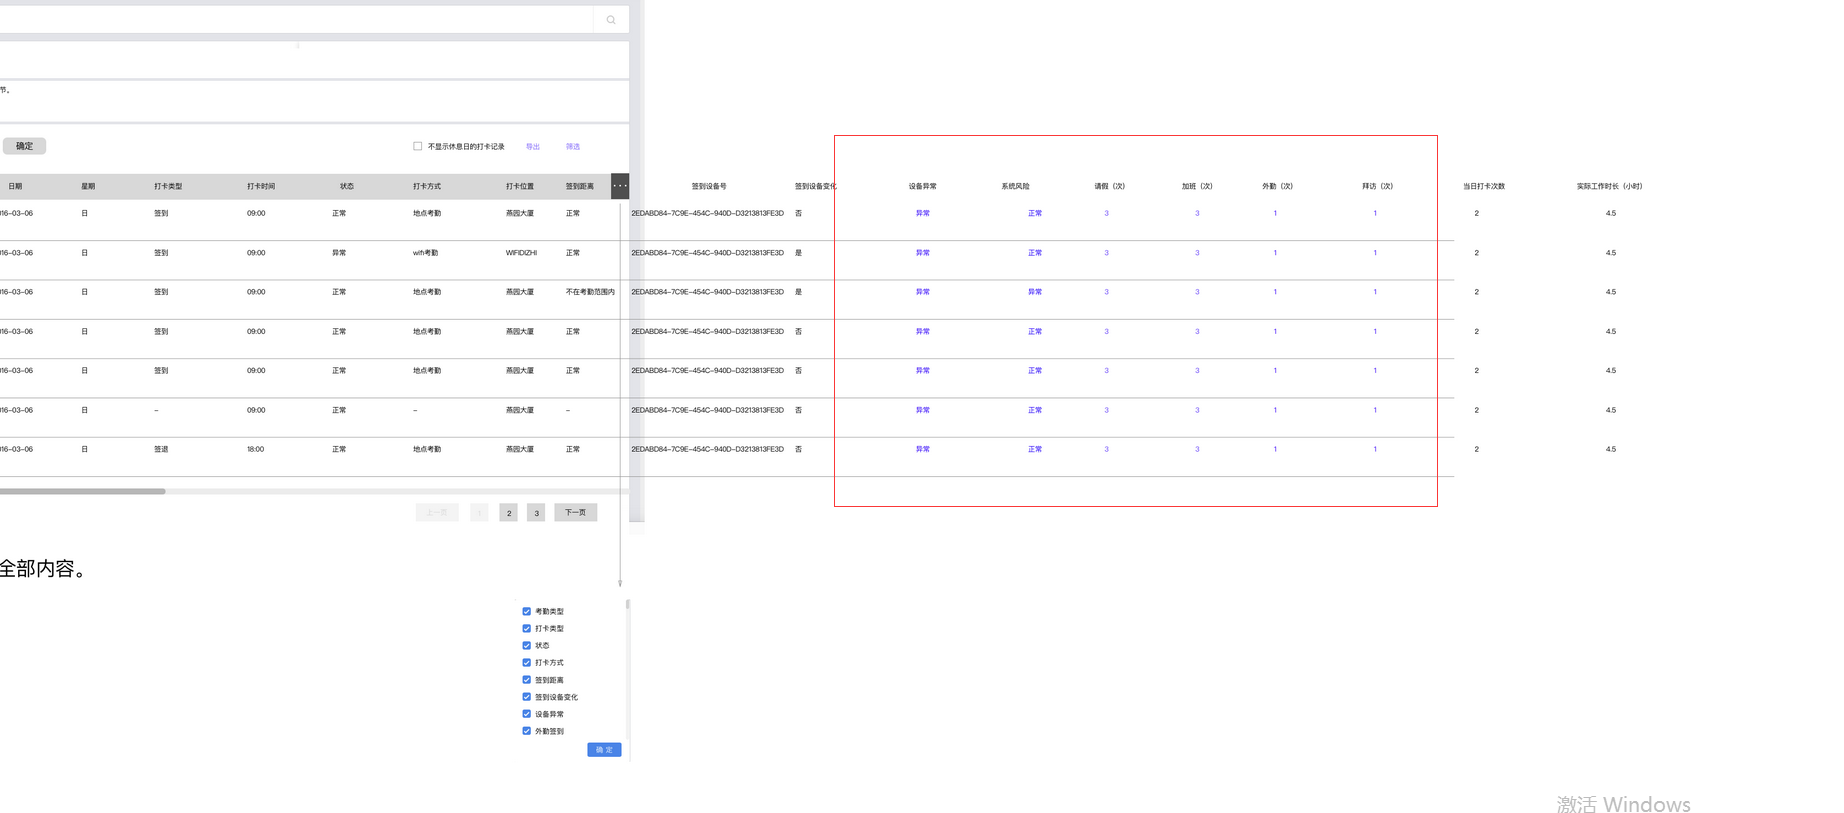 节。
确定 不显示休息日的打卡记录 导出 筛选
日期 星期 打卡类型 打卡时间 状态 打卡方式 打卡位置 签到距离 ··· 签到设备号 签到设备变化 设备异常 系统风险 请假（次） 加班（次） 外勤（次） 拜访（次） 当日打卡次数 实际工作时长（小时）
16-03-06 日 签到 09:00 正常 地点考勤 燕园大厦 正常 2EDABD84-7C9E-454C-940D-D3213813FE3D 否 异常 正常 3 3 1 1 2 4.5
16-03-06 日 签到 09:00 异常 wifi考勤 WIFIDIZHI 正常 2EDABD84-7C9E-454C-940D-D3213813FE3D 是 异常 正常 3 3 1 1 2 4.5
16-03-06 日 签到 09:00 正常 地点考勤 燕园大厦 不在考勤范围内 2EDABD84-7C9E-454C-940D-D3213813FE3D 是 异常 异常 3 3 1 1 2 4.5
16-03-06 日 签到 09:00 正常 地点考勤 燕园大厦 正常 2EDABD84-7C9E-454C-940D-D3213813FE3D 否 异常 正常 3 3 1 1 2 4.5
16-03-06 日 签到 09:00 正常 地点考勤 燕园大厦 正常 2EDABD84-7C9E-454C-940D-D3213813FE3D 否 异常 正常 3 3 1 1 2 4.5
16-03-06 日 - 09:00 正常 - 燕园大厦 - 2EDABD84-7C9E-454C-940D-D3213813FE3D 否 异常 正常 3 3 1 1 2 4.5
16-03-06 日 签退 18:00 正常 地点考勤 燕园大厦 正常 2EDABD84-7C9E-454C-940D-D3213813FE3D 否 异常 正常 3 3 1 1 2 4.5
上一页 1 2 3 下一页
全部内容。
考勤类型
打卡类型
状态
打卡方式
签到距离
签到设备变化
设备异常
外勤签到
确 定
激活 Windows